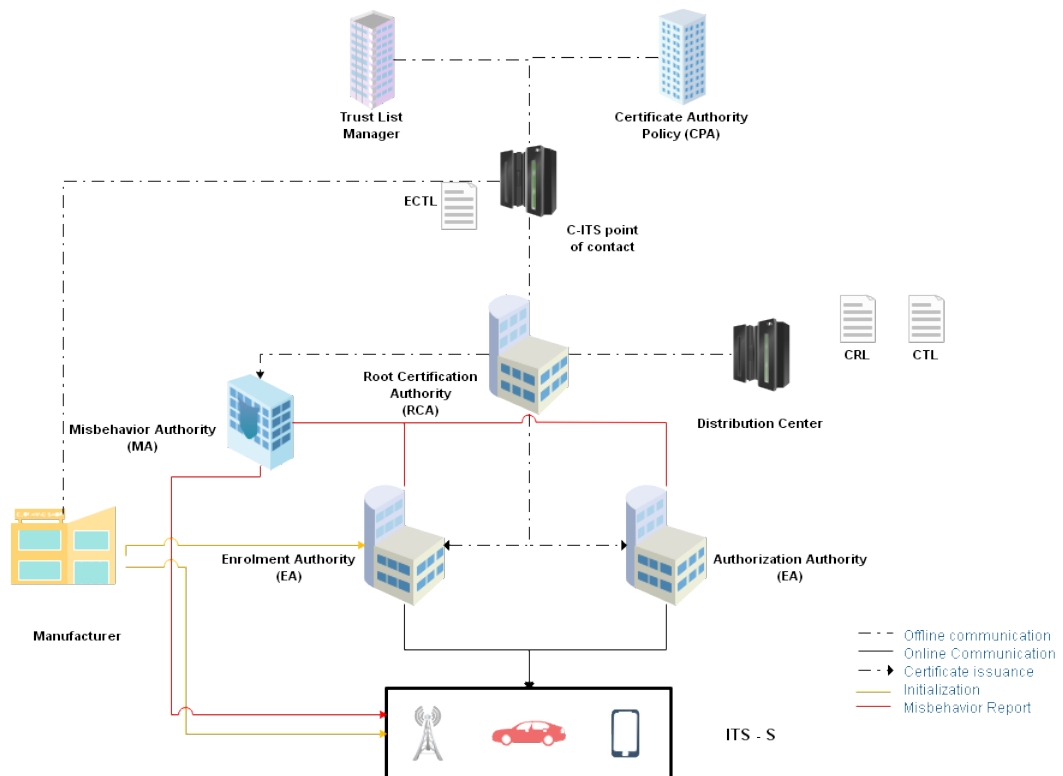 Trust List
Manager
Certificate Authority
Policy (CPA)
ECTL
C-ITS point
of contact
CRL
CTL
Root Certification
Authority
(RCA)
Distribution Center
Misbehavior Authority
(MA)
Enrolment Authority
(EA)
Authorization Authority
(EA)
Manufacturer
Offline communication
Online Communication
Certificate issuance
Initialization
Misbehavior Report
ITS - S